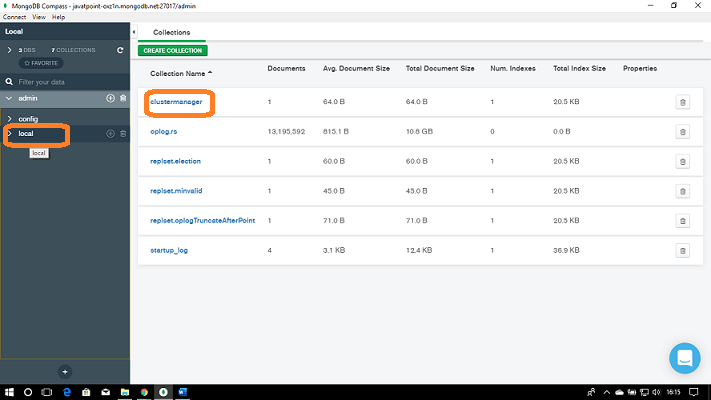 MongoDB Compass - javatpoint-oxz1n.mongodb.net:27017/admin
Connect View Help
Local
3 DBS 7 COLLECTIONS
FAVORITE
Filter your data
admin
config
local
local
Collections
CREATE COLLECTION
Collection Name Documents Avg. Document Size Total Document Size Num. Indexes Total Index Size Properties
clustermanager 1 64.0 B 64.0 B 1 20.5 KB
oplog.rs 13,195,592 815.1 B 10.8 GB 0 0.0 B
replset.election 1 60.0 B 60.0 B 1 20.5 KB
replset.minvalid 1 45.0 B 45.0 B 1 20.5 KB
replset.oplogTruncateAfterPoint 1 71.0 B 71.0 B 1 20.5 KB
startup_log 4 3.1 KB 12.4 KB 1 36.9 KB
16:15